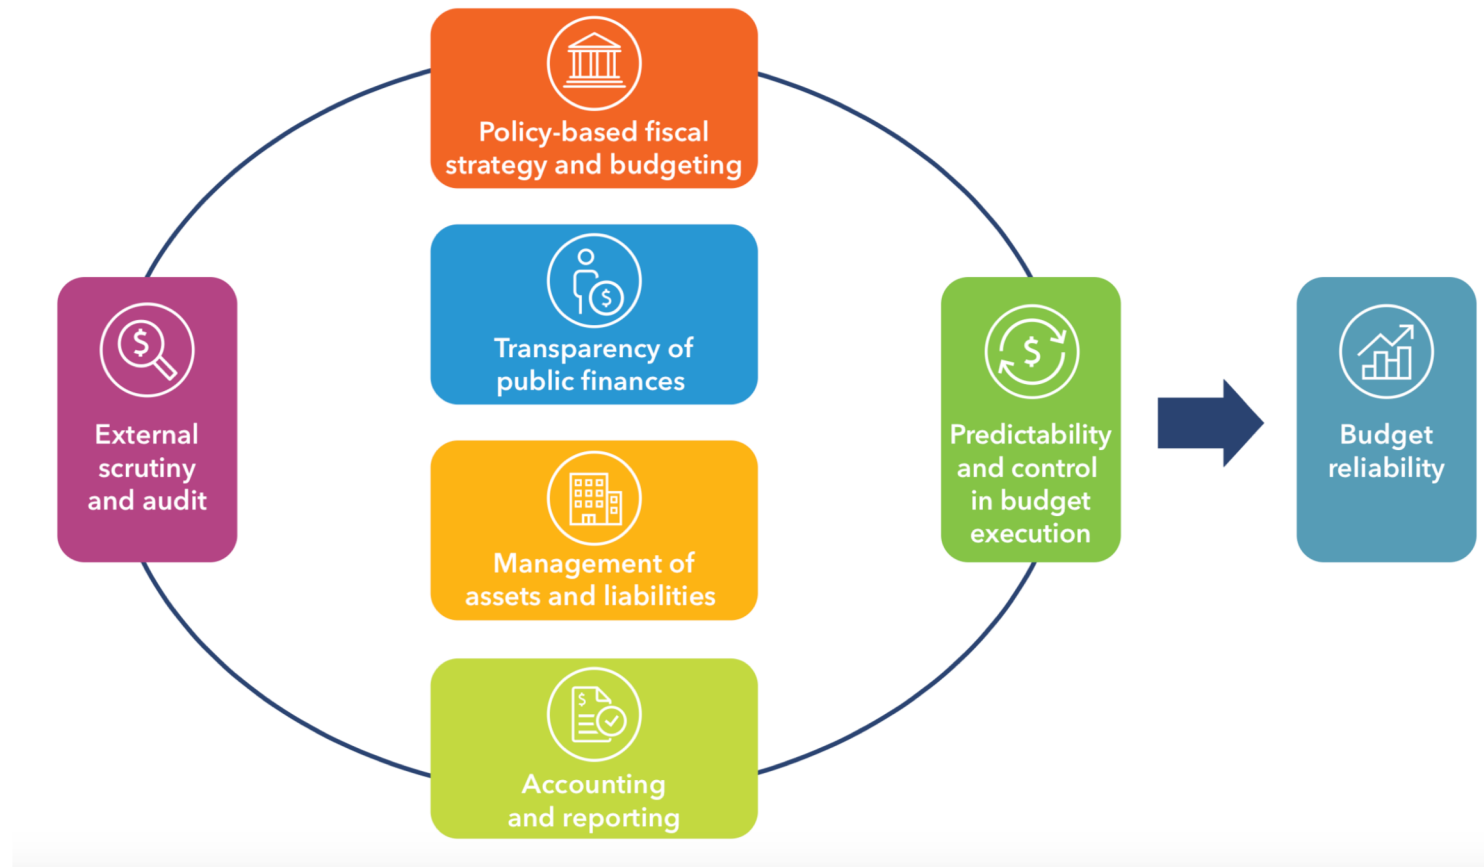 Policy-based fiscal
strategy and budgeting
$
Transparency of
public finances
$
External
scrutiny
and audit
$
Predictability
and control
in budget
execution
Budget
reliability
Management of
assets and liabilities
$
Accounting
and reporting